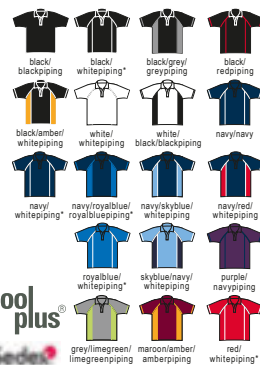 black/
blackpiping
black/
whitepiping*
black/grey/
greypiping
black/
redpiping
black/amber/
whitepiping
white/
whitepiping
white/
black/blackpiping
navy/navy
navy/
whitepiping*
navy/royalblue/
royalbluepiping*
navy/skyblue/
whitepiping
navy/red/
whitepiping
royalblue/
whitepiping*
skyblue/navy/
whitepiping
purple/
navypiping
ool
plus®
Sedex
grey/limegreen/
limegreenpiping
maroon/amber/
amberpiping
red/
whitepiping*